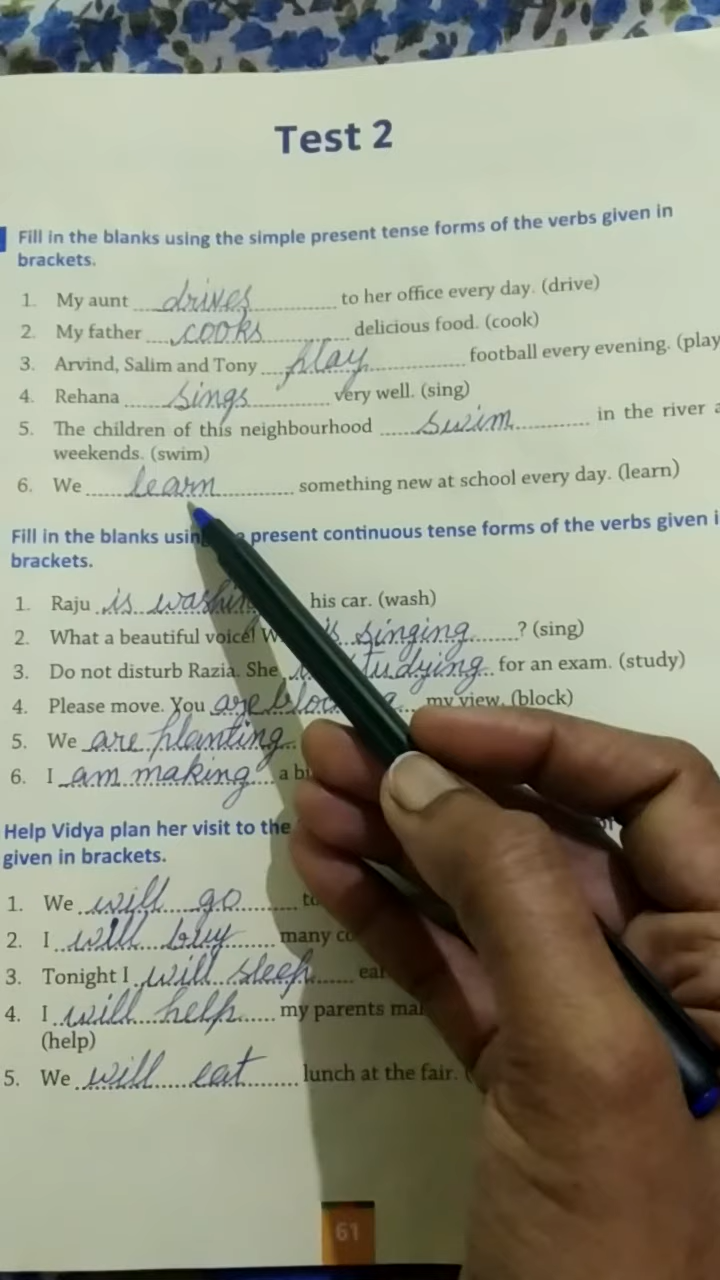 Test 2
Fill in the blanks using the simple present tense forms of the verbs given in
brackets.
1. My aunt drives to her office every day. (drive)
2. My father cooks delicious food. (cook)
3. Arvind, Salim and Tony play football every evening. (play
4. Rehana sings very well. (sing)
5. The children of this neighbourhood swim in the river
weekends. (swim)
6. We learn something new at school every day. (learn)
Fill in the blanks using present continuous tense forms of the verbs given
brackets.
1. Raju is washing his car. (wash)
2. What a beautiful voice! is singing ? (sing)
3. Do not disturb Razia. She studying for an exam. (study)
4. Please move. You are my view. (block)
5. We are planting
6. I am making a
Help Vidya plan her visit to the
given in brackets.
1. We will go
2. I will buy many
3. Tonight I will sleep
4. I will help my parents
(help)
5. We will eat lunch at the fair.
61